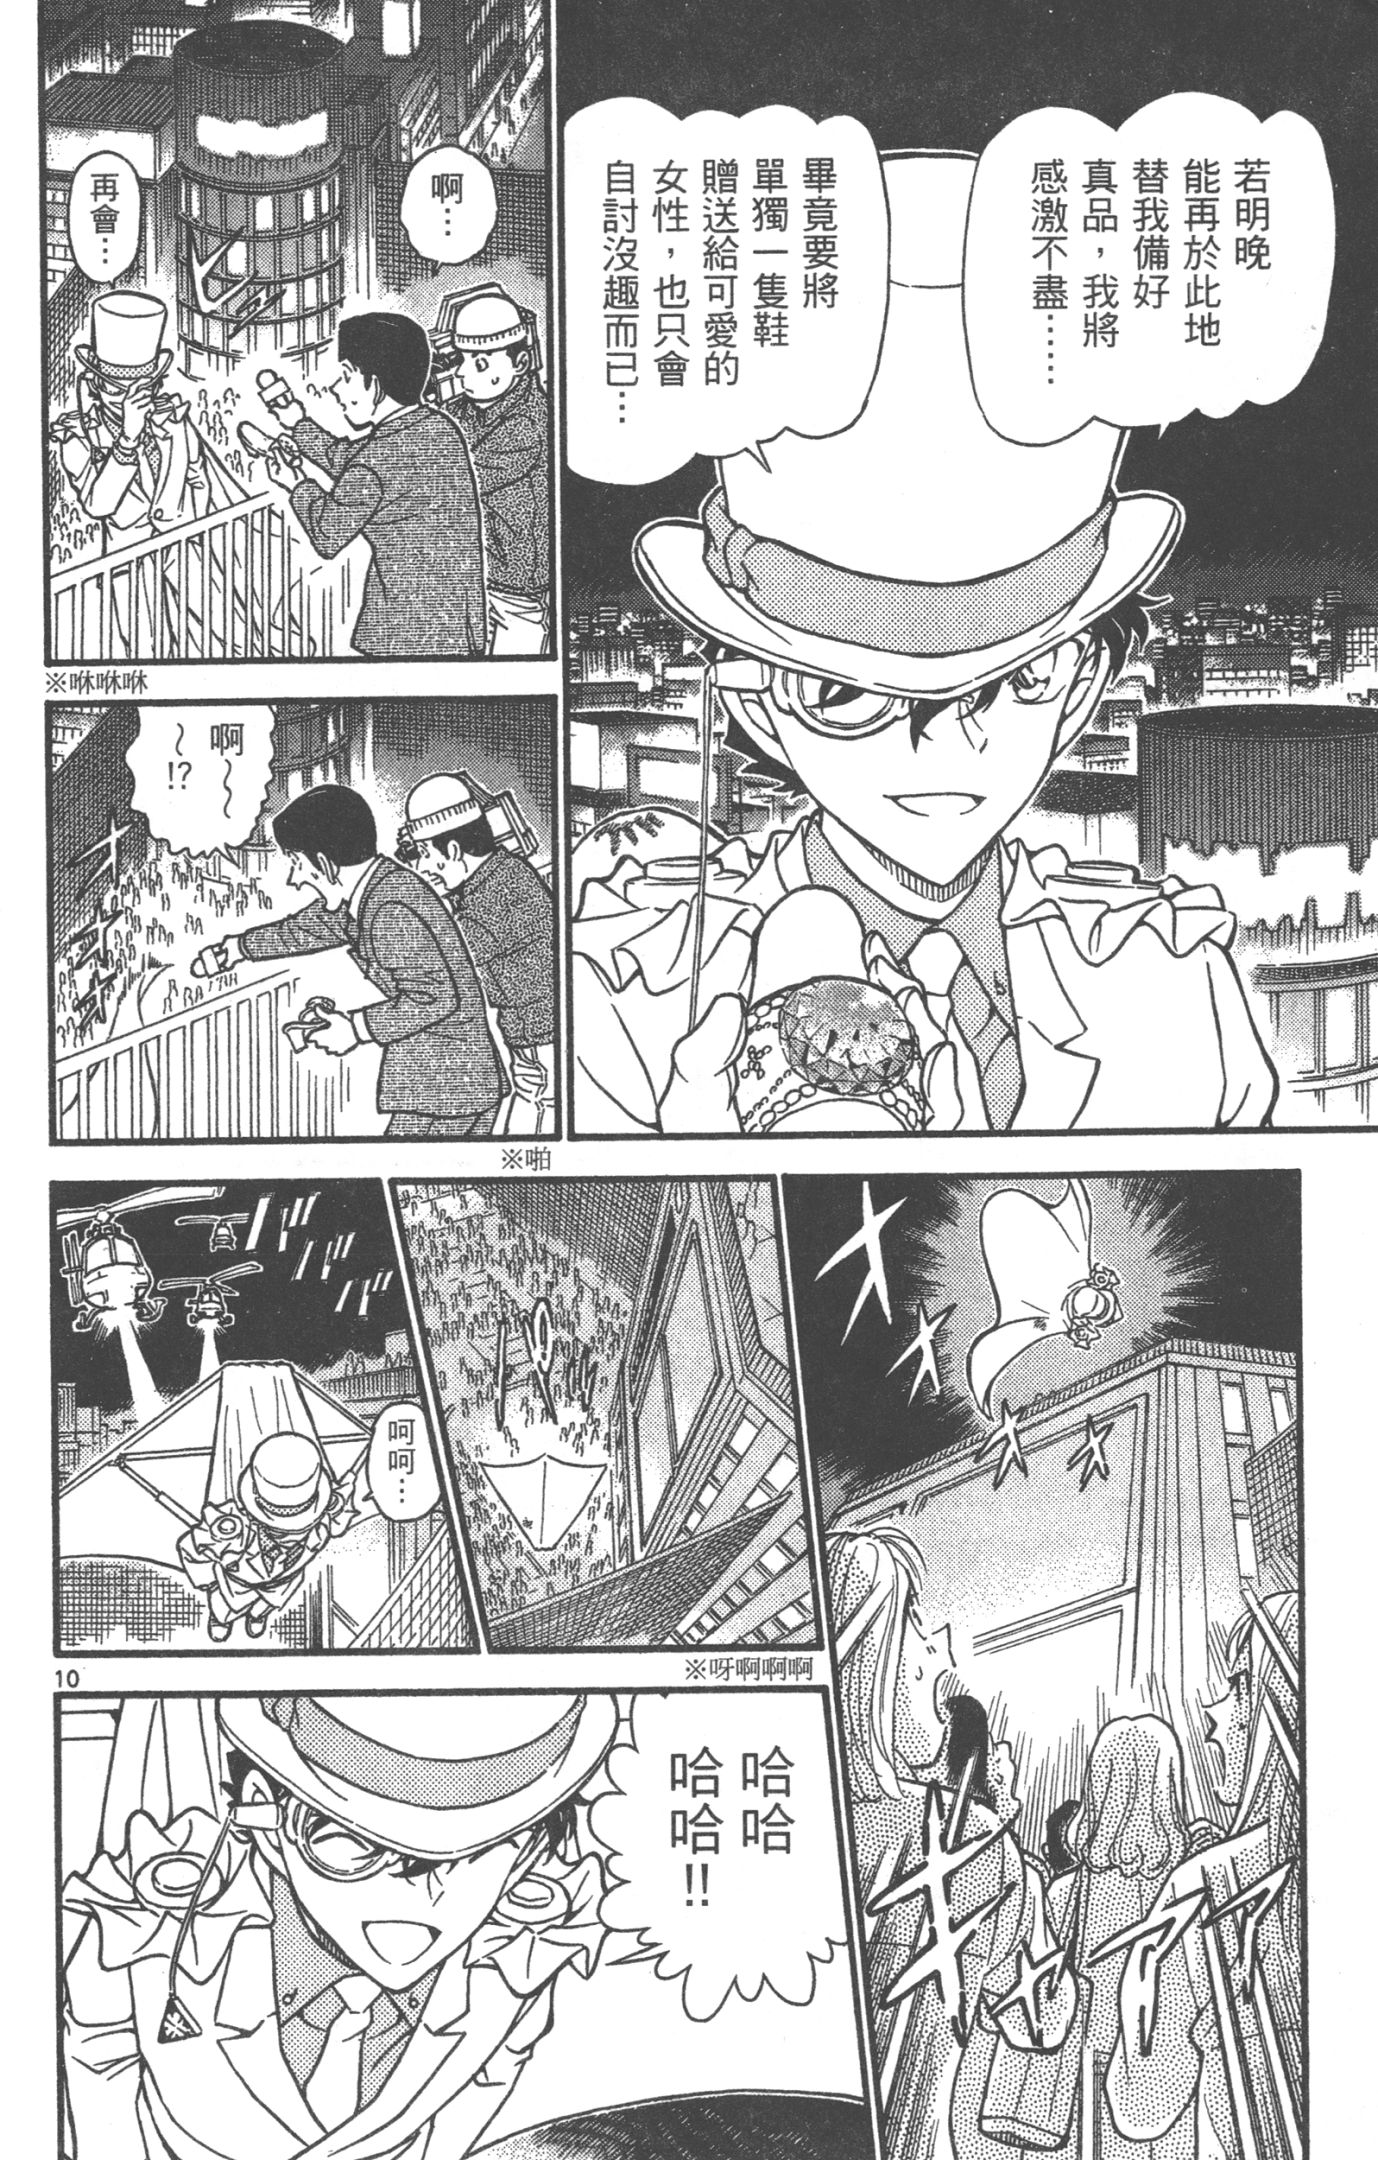 若明晚
能再於此地
替我備好
真品，我將
感激不盡……
畢竟要將
單獨一隻鞋
贈送給可愛的
女性，也只會
自討沒趣而已…
啊…
再會…
※咻咻咻
啊～
～!?
※啪
※呀啊啊啊
呵呵…
哈哈
哈哈!!
10